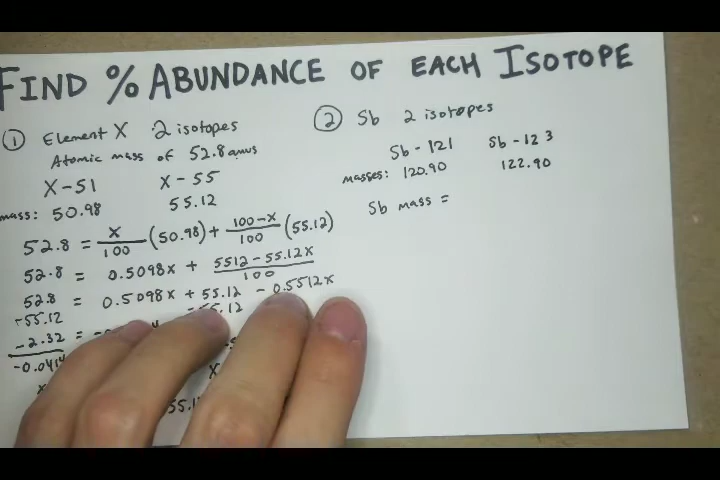 FIND % ABUNDANCE OF EACH ISOTOPE
① Element X 2 isotopes
Atomic mass of 52.8 amus
X-51 X-55
mass: 50.98 55.12
52.8 = x/100 (50.98) + 100-x/100 (55.12)
52.8 = 0.5098x + 5512-55.12x/100
52.8 = 0.5098x + 55.12 - 0.5512x
-55.12
-2.32 =
-0.0414
② Sb 2 isotopes
Sb-121 Sb-123
masses: 120.90 122.90
Sb mass =